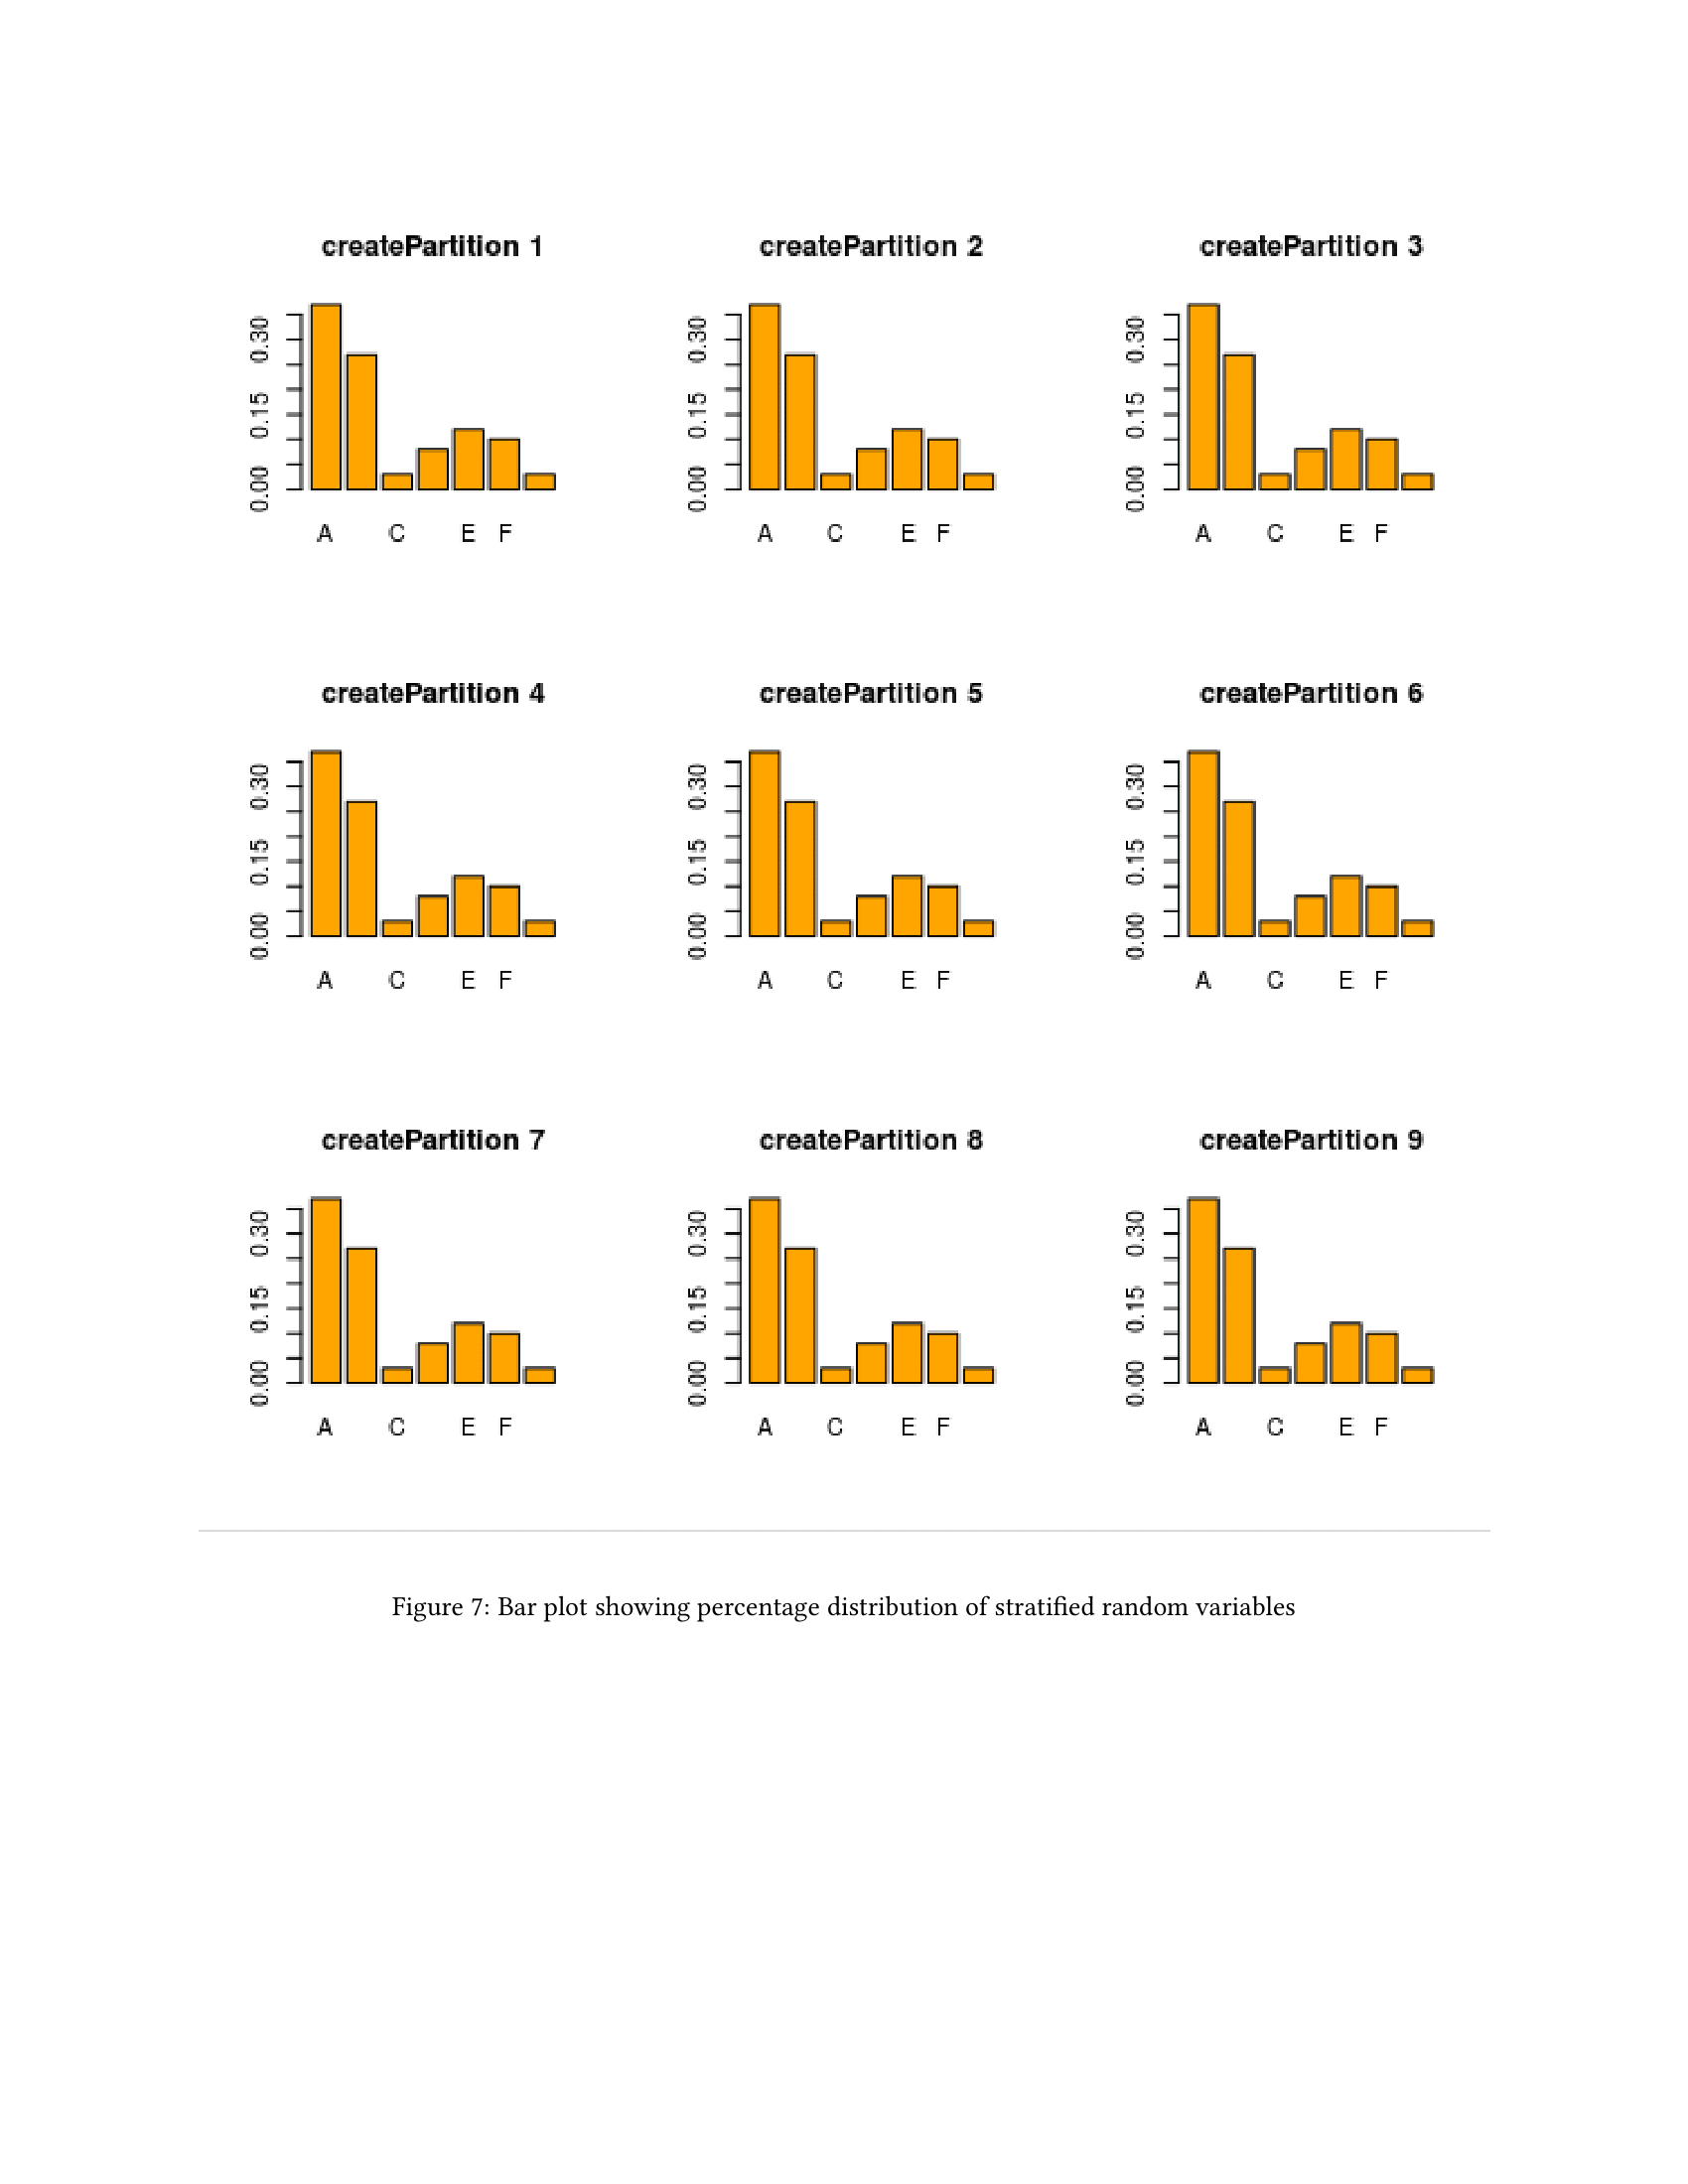 createPartition 1
createPartition 2
createPartition 3
0.00 0.15 0.30
0.00 0.15 0.30
0.00 0.15 0.30
A C E F
A C E F
A C E F
createPartition 4
createPartition 5
createPartition 6
0.00 0.15 0.30
0.00 0.15 0.30
0.00 0.15 0.30
A C E F
A C E F
A C E F
createPartition 7
createPartition 8
createPartition 9
0.00 0.15 0.30
0.00 0.15 0.30
0.00 0.15 0.30
A C E F
A C E F
A C E F
Figure 7: Bar plot showing percentage distribution of stratified random variables